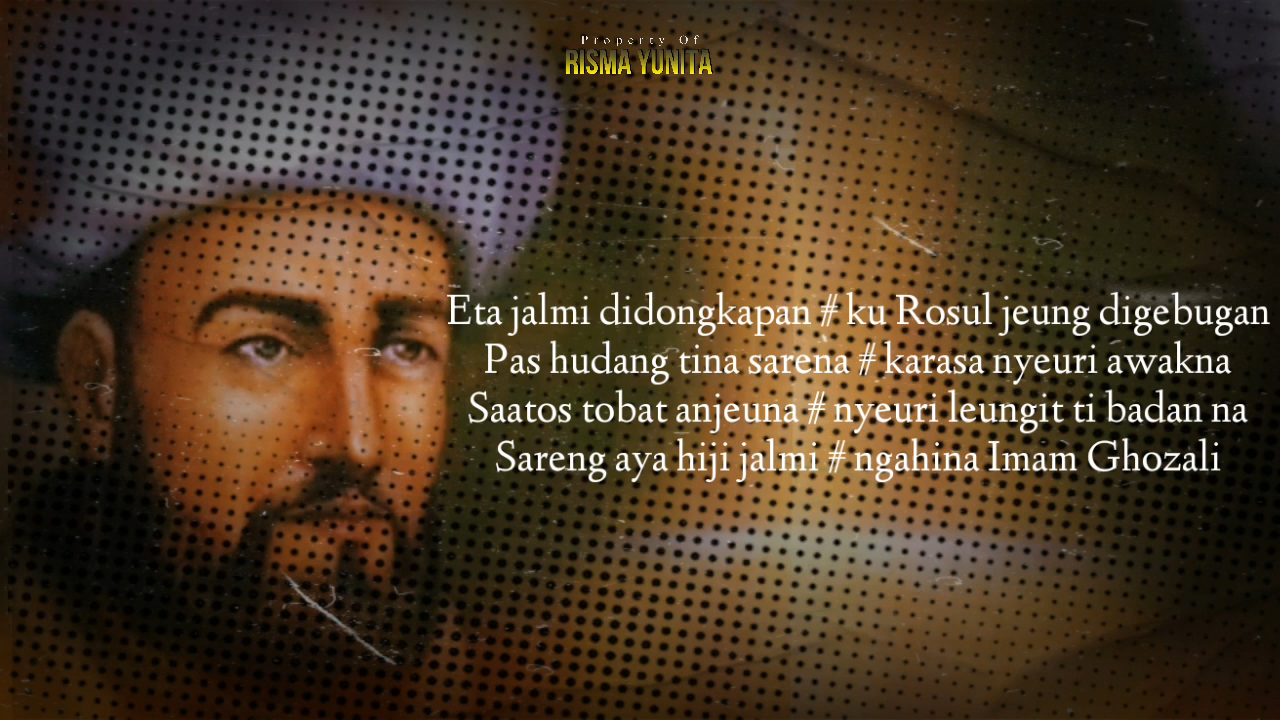 Property Of
RISMA YUNITA
Eta jalmi didongkapan # ku Rosul jeung digebugan
Pas hudang tina sarena # karasa nyeuri awakna
Saatos tobat anjeuna # nyeuri leungit ti badan na
Sareng aya hiji jalmi # ngahina Imam Ghozali